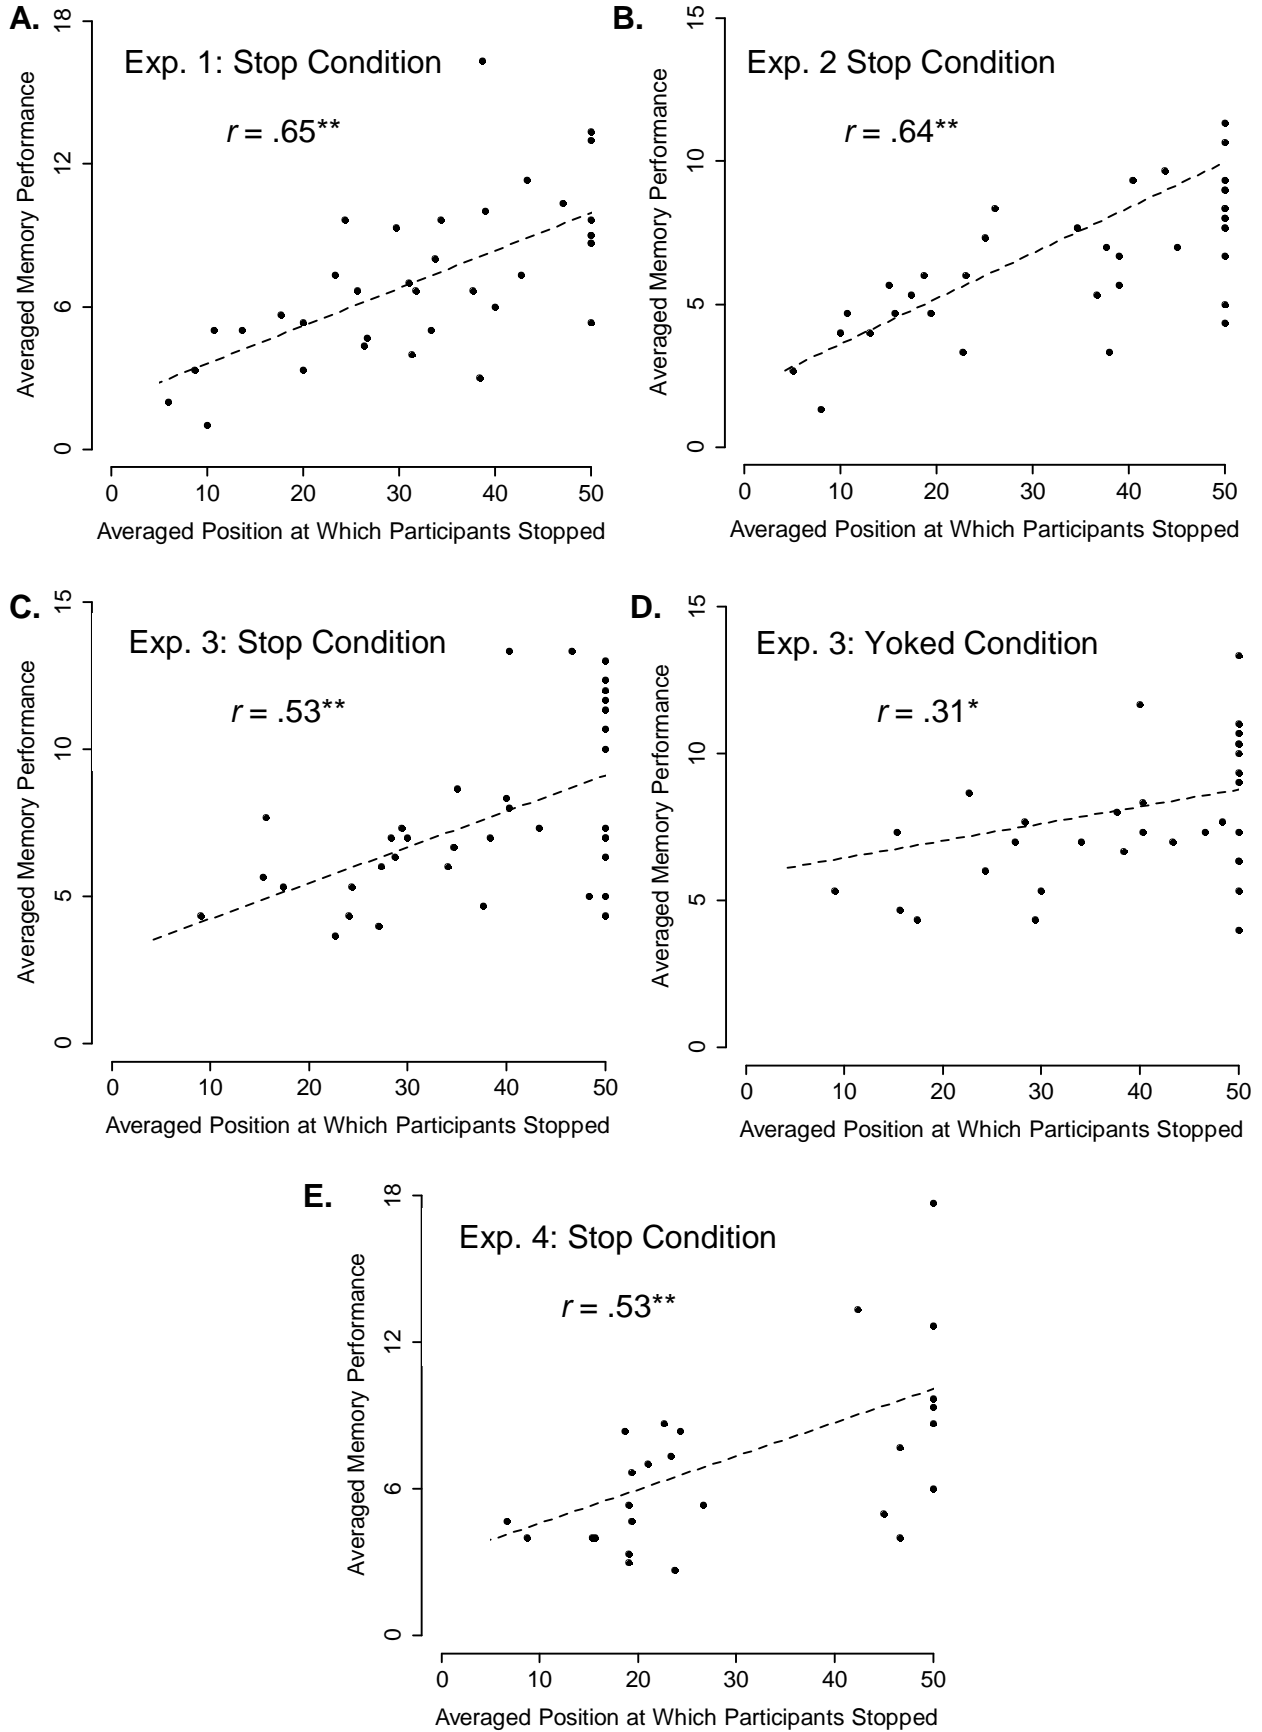 A.
Exp. 1: Stop Condition
r = .65**
Averaged Memory Performance
18
12
6
0
0 10 20 30 40 50
Averaged Position at Which Participants Stopped
B.
Exp. 2 Stop Condition
r = .64**
Averaged Memory Performance
15
10
5
0
0 10 20 30 40 50
Averaged Position at Which Participants Stopped
C.
Exp. 3: Stop Condition
r = .53**
Averaged Memory Performance
15
10
5
0
0 10 20 30 40 50
Averaged Position at Which Participants Stopped
D.
Exp. 3: Yoked Condition
r = .31*
Averaged Memory Performance
15
10
5
0
0 10 20 30 40 50
Averaged Position at Which Participants Stopped
E.
Exp. 4: Stop Condition
r = .53**
Averaged Memory Performance
18
12
6
0
0 10 20 30 40 50
Averaged Position at Which Participants Stopped